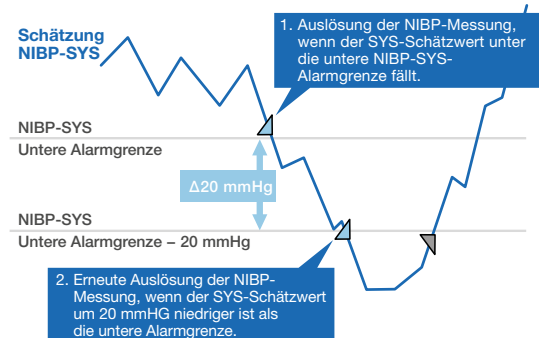 Schätzung
NIBP-SYS
1. Auslösung der NIBP-Messung,
wenn der SYS-Schätzwert unter
die untere NIBP-SYS-
Alarmgrenze fällt.
NIBP-SYS
Untere Alarmgrenze
Δ20 mmHg
NIBP-SYS
Untere Alarmgrenze – 20 mmHg
2. Erneute Auslösung der NIBP-
Messung, wenn der SYS-Schätzwert
um 20 mmHG niedriger ist als
die untere Alarmgrenze.